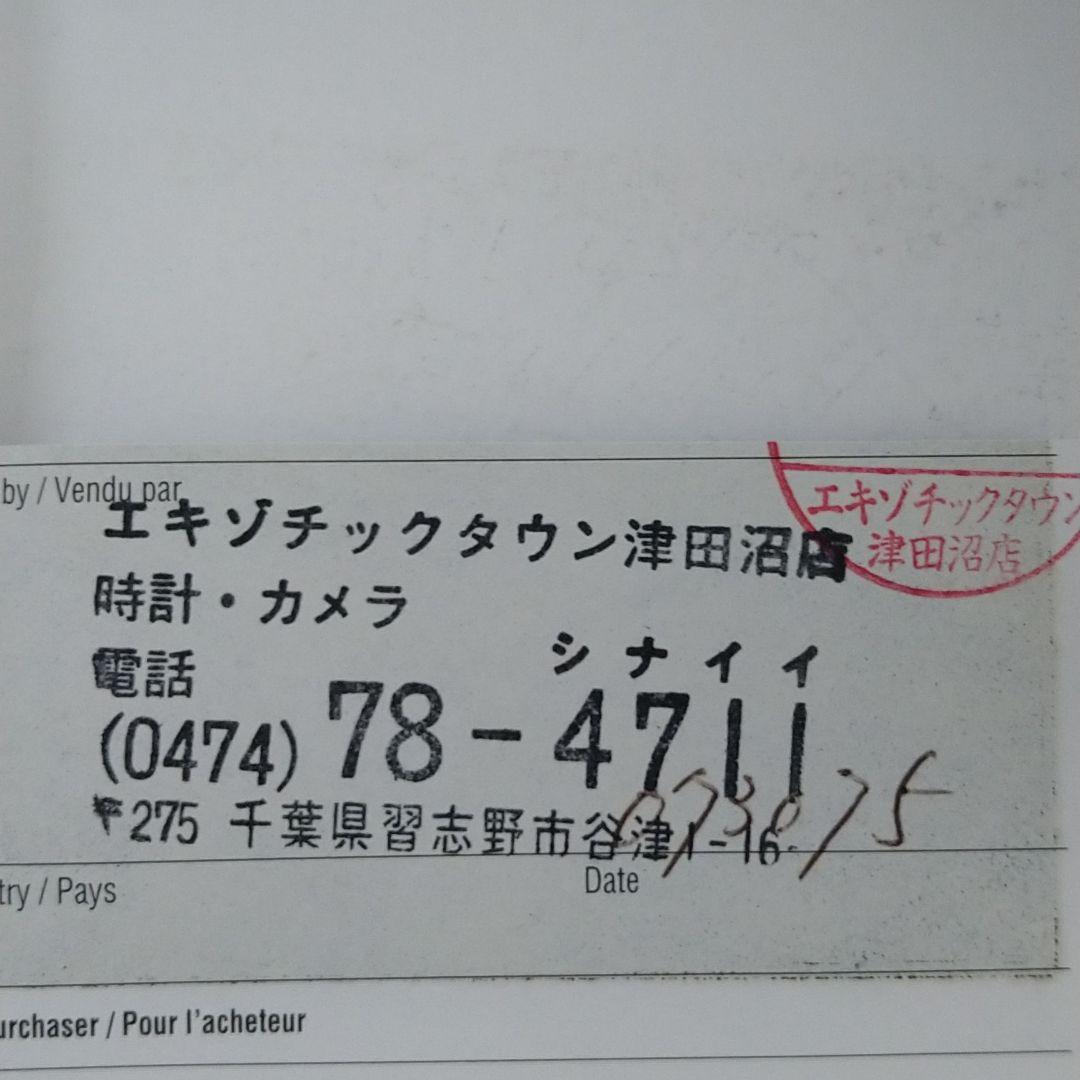 by / Vendu par
エキゾチックタウン津田沼店
エキゾチックタウン
津田沼店
時計・カメラ
シナイイ
電話
(0474) 78-4711
〒275 千葉県習志野市谷津1-16
Date
try / Pays
urchaser / Pour l'acheteur